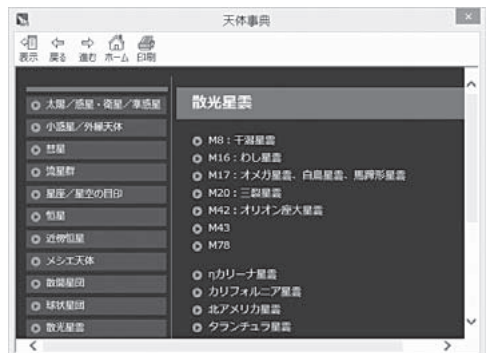 天体事典
表示 戻る 進む ホーム 印刷
太陽／惑星・衛星／準惑星
小惑星／外縁天体
彗星
流星群
星座／星空の目印
恒星
近傍恒星
メシエ天体
散開星団
球状星団
散光星雲
散光星雲
M8：干潟星雲
M16：わし星雲
M17：オメガ星雲、白鳥星雲、馬蹄形星雲
M20：三裂星雲
M42：オリオン座大星雲
M43
M78
ηカリーナ星雲
カリフォルニア星雲
北アメリカ星雲
タランチュラ星雲